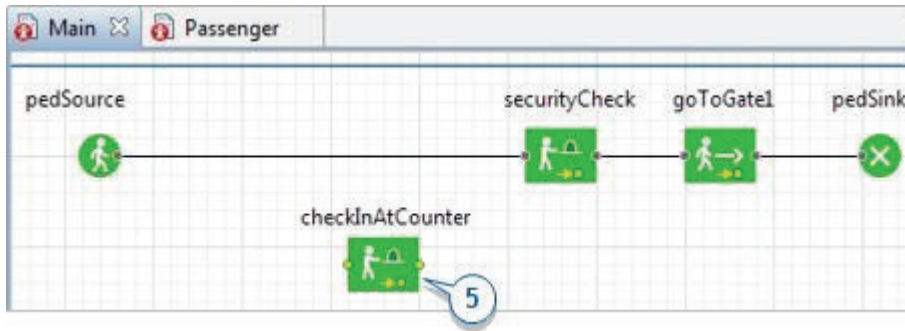 Main Passenger
pedSource securityCheck goToGate1 pedSink
checkInAtCounter
5